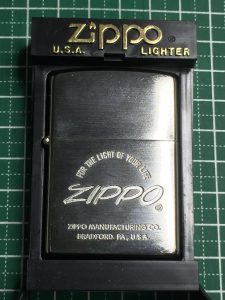 Zippo®
U.S.A. LIGHTER
FOR THE LIGHT OF YOUR LIFE
ZIPPO®
ZIPPO MANUFACTURING CO.
BRADFORD. PA., U.S.A.